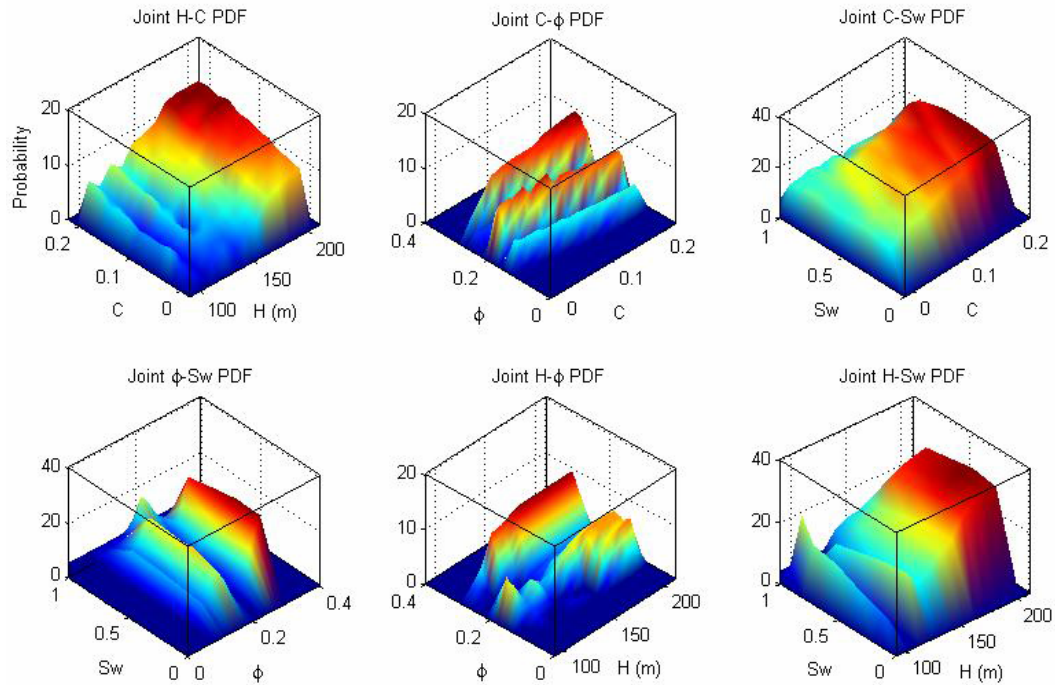 Joint H-C PDF
Joint C-ϕ PDF
Joint C-Sw PDF
Probability
20
10
0
0.2
0.1
0
C
100
150
200
H (m)
20
10
0
0.4
0.2
0
ϕ
0
0.1
0.2
C
40
20
0
1
0.5
0
Sw
0
0.1
0.2
C
Joint ϕ-Sw PDF
Joint H-ϕ PDF
Joint H-Sw PDF
40
20
0
1
0.5
0
Sw
0
0.2
0.4
ϕ
20
10
0
0.4
0.2
0
ϕ
100
150
200
H (m)
40
20
0
1
0.5
0
Sw
100
150
200
H (m)